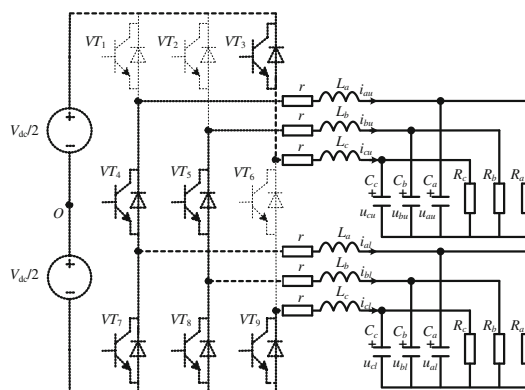 VT1
VT2
VT3
r
La
iau
r
Lb
ibu
r
Lc
icu
Vdc/2
+
−
VT4
VT5
VT6
Cc
+
ucu
Cb
+
ubu
Ca
+
uau
Rc
Rb
Ra
O
r
La
ial
r
Lb
ibl
r
Lc
icl
Vdc/2
+
−
VT7
VT8
VT9
Cc
+
ucl
Cb
+
ubl
Ca
+
ual
Rc
Rb
Ra